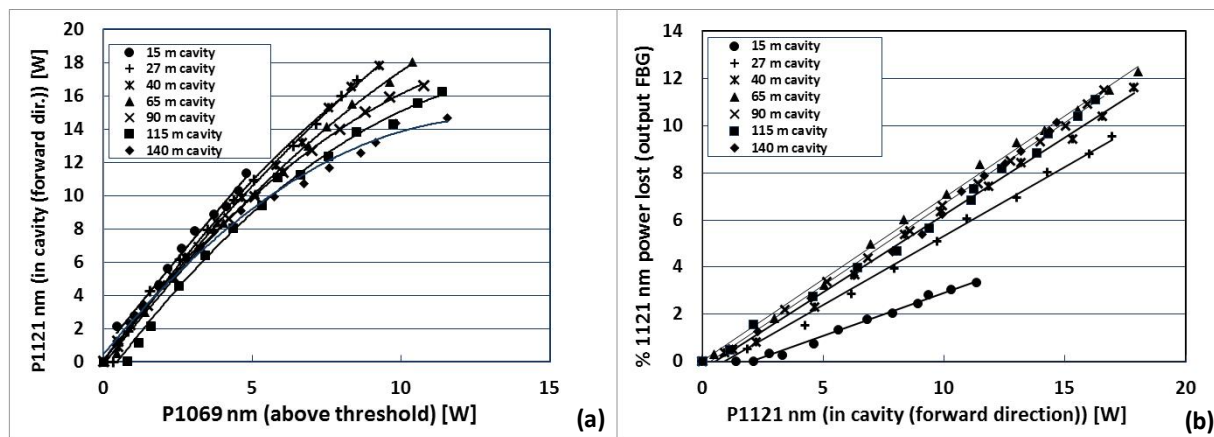 P1121 nm (in cavity (forward dir.)) [W]
20
18
16
14
12
10
8
6
4
2
0
15 m cavity
27 m cavity
40 m cavity
65 m cavity
90 m cavity
115 m cavity
140 m cavity
0
5
10
15
P1069 nm (above threshold) [W]
(a)
% 1121 nm power lost (output FBG)
14
12
10
8
6
4
2
0
15 m cavity
27 m cavity
40 m cavity
65 m cavity
90 m cavity
115 m cavity
140 m cavity
0
5
10
15
20
P1121 nm (in cavity (forward direction)) [W]
(b)